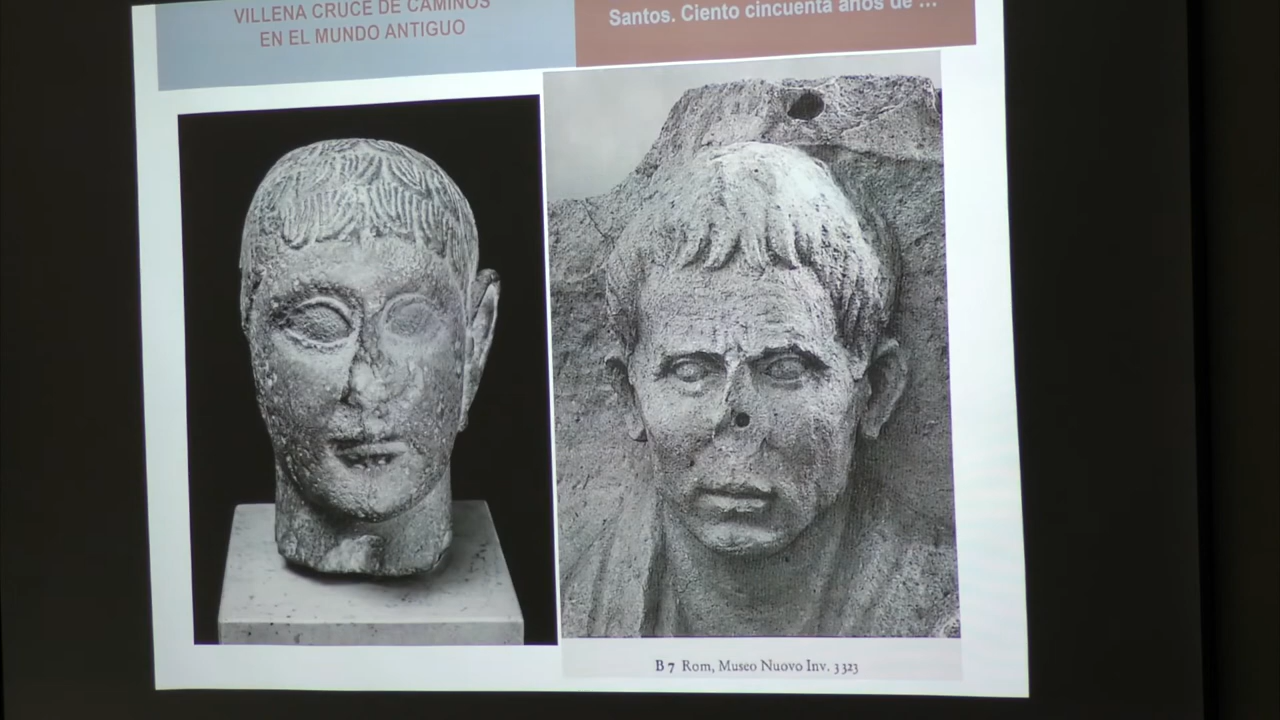 VILLENA CRUCE DE CAMINOS
EN EL MUNDO ANTIGUO
Santos. Ciento cincuenta años de ...
B 7 Rom, Museo Nuovo Inv. 3323